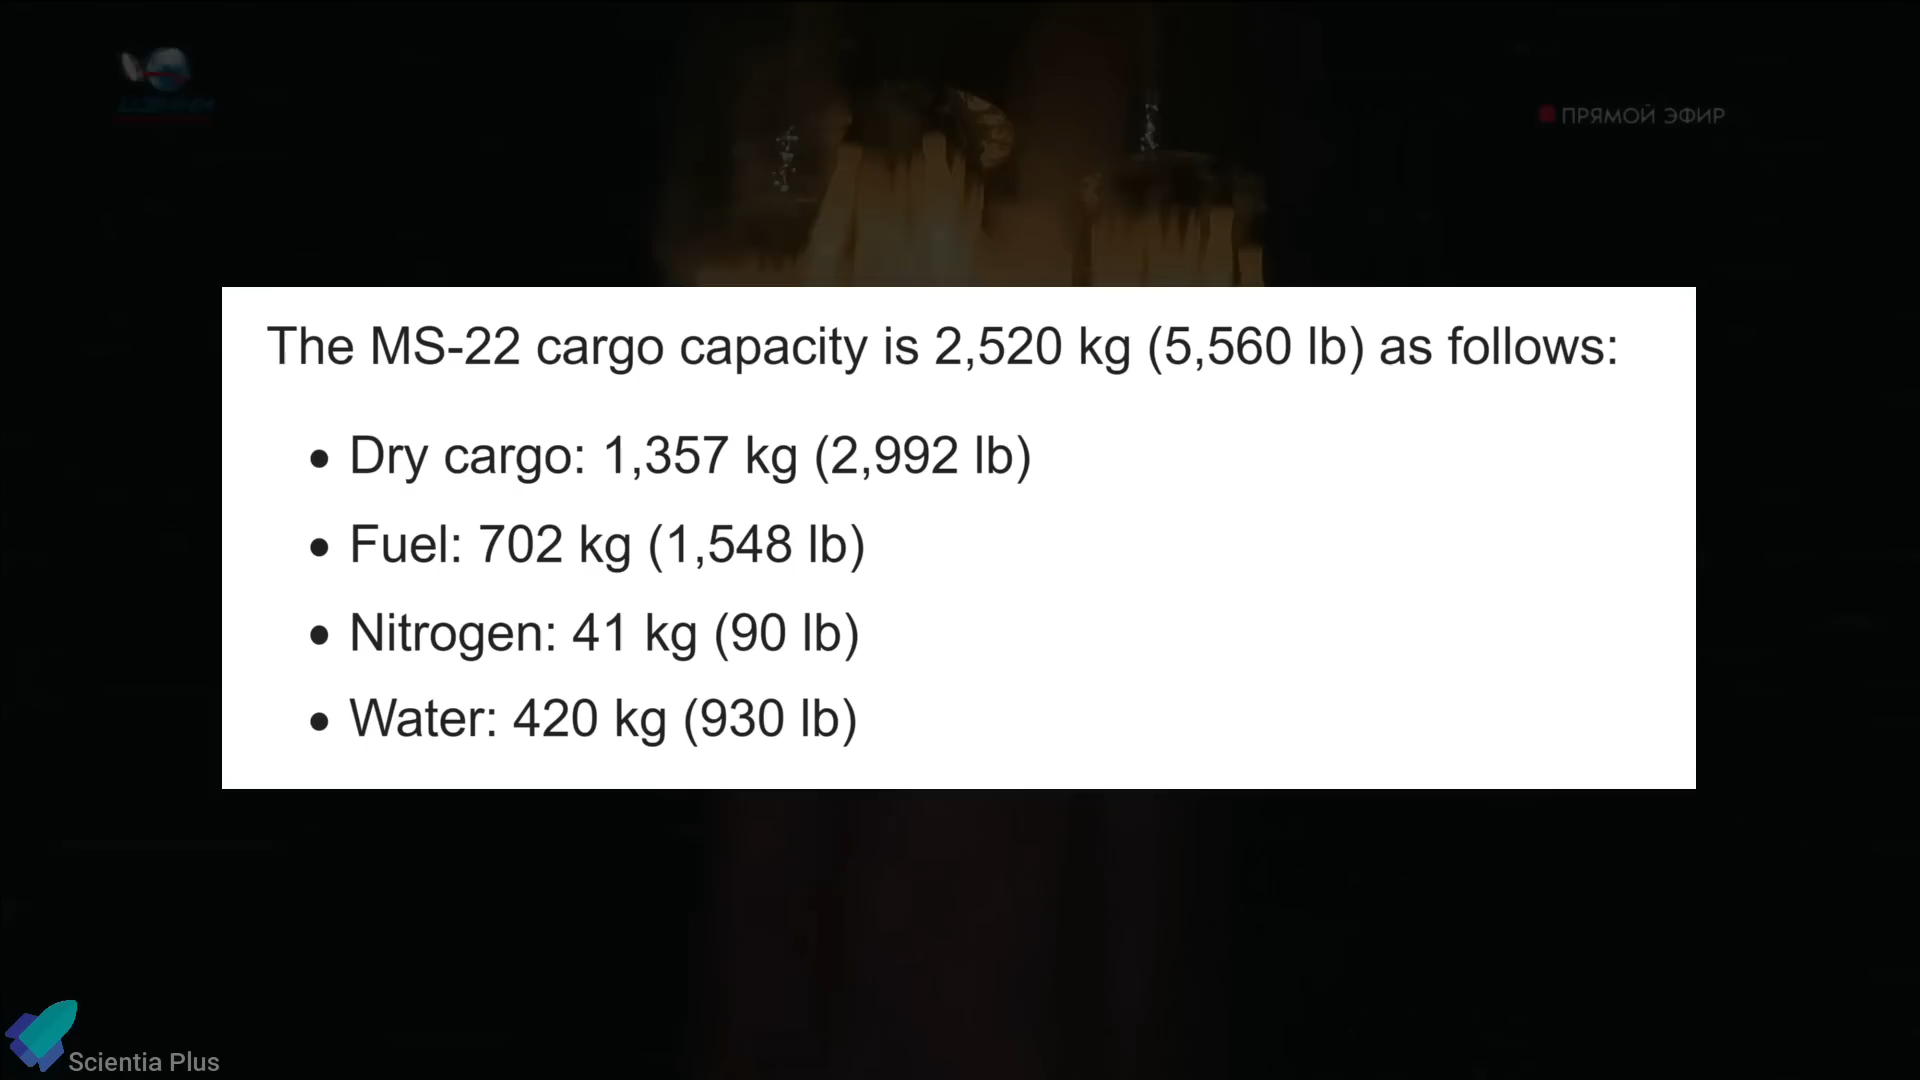 ПРЯМОЙ ЭФИР
The MS-22 cargo capacity is 2,520 kg (5,560 lb) as follows:
• Dry cargo: 1,357 kg (2,992 lb)
• Fuel: 702 kg (1,548 lb)
• Nitrogen: 41 kg (90 lb)
• Water: 420 kg (930 lb)
Scientia Plus